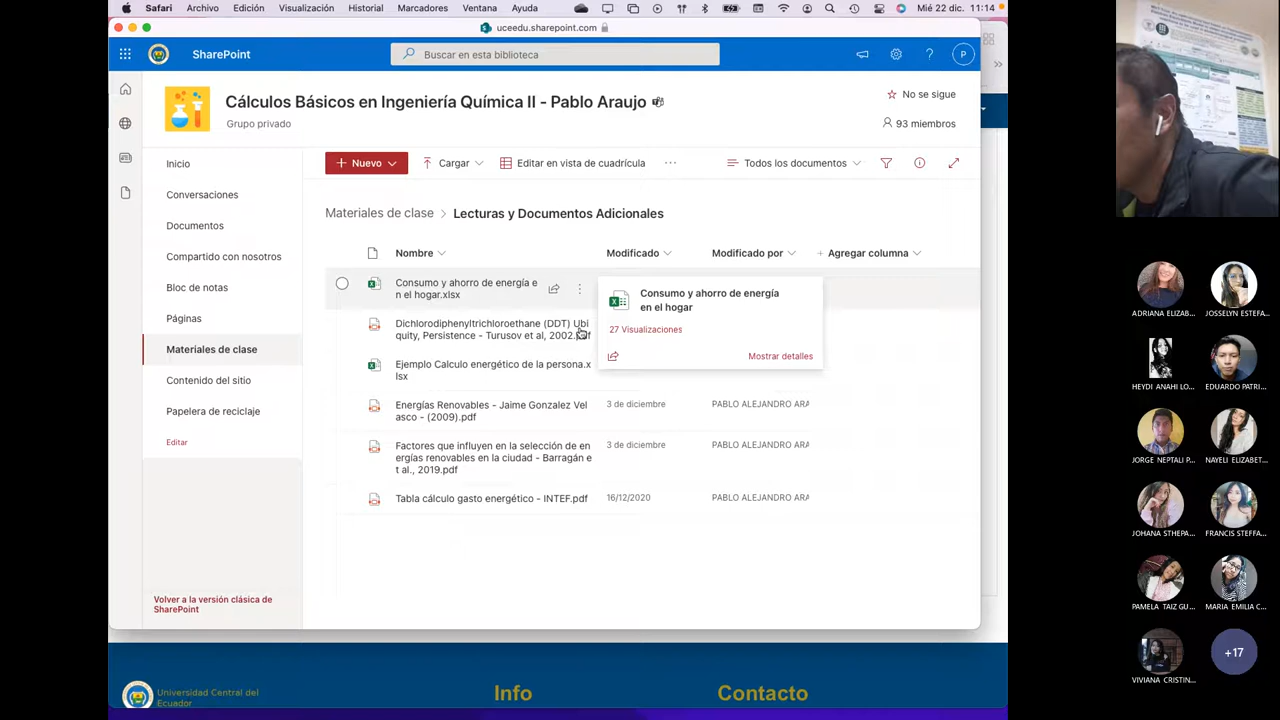 Safari Archivo Edición Visualización Historial Marcadores Ventana Ayuda Mié 22 dic. 11:14
uceedu.sharepoint.com
SharePoint
Buscar en esta biblioteca
?
P
Cálculos Básicos en Ingeniería Química II - Pablo Araujo
Grupo privado
No se sigue
93 miembros
Inicio
Conversaciones
Documentos
Compartido con nosotros
Bloc de notas
Páginas
Materiales de clase
Contenido del sitio
Papelera de reciclaje
Editar
Volver a la versión clásica de
SharePoint
+ Nuevo Cargar Editar en vista de cuadrícula ··· Todos los documentos
Materiales de clase > Lecturas y Documentos Adicionales
Nombre Modificado Modificado por + Agregar columna
Consumo y ahorro de energía e
n el hogar.xlsx
Consumo y ahorro de energía
en el hogar
27 Visualizaciones
Mostrar detalles
Dichlorodiphenyltrichloroethane (DDT) Ubi
quity, Persistence - Turusov et al, 2002.pdf
Ejemplo Calculo energético de la persona.x
lsx
Energías Renovables - Jaime Gonzalez Vel
asco - (2009).pdf
3 de diciembre PABLO ALEJANDRO ARA
Factores que influyen en la selección de en
ergías renovables en la ciudad - Barragán e
t al., 2019.pdf
3 de diciembre PABLO ALEJANDRO ARA
Tabla cálculo gasto energético - INTEF.pdf 16/12/2020 PABLO ALEJANDRO ARA
Universidad Central del
Ecuador
Info
Contacto
ADRIANA ELIZAB... JOSSELYN ESTEFA...
HEYDI ANAHI LO... EDUARDO PATRI...
JORGE NEPTALI P... NAYELI ELIZABET...
JOHANA STHEPA... FRANCIS STEFFA...
PAMELA TAIZ GU... MARIA EMILIA C...
VIVIANA CRISTIN... +17